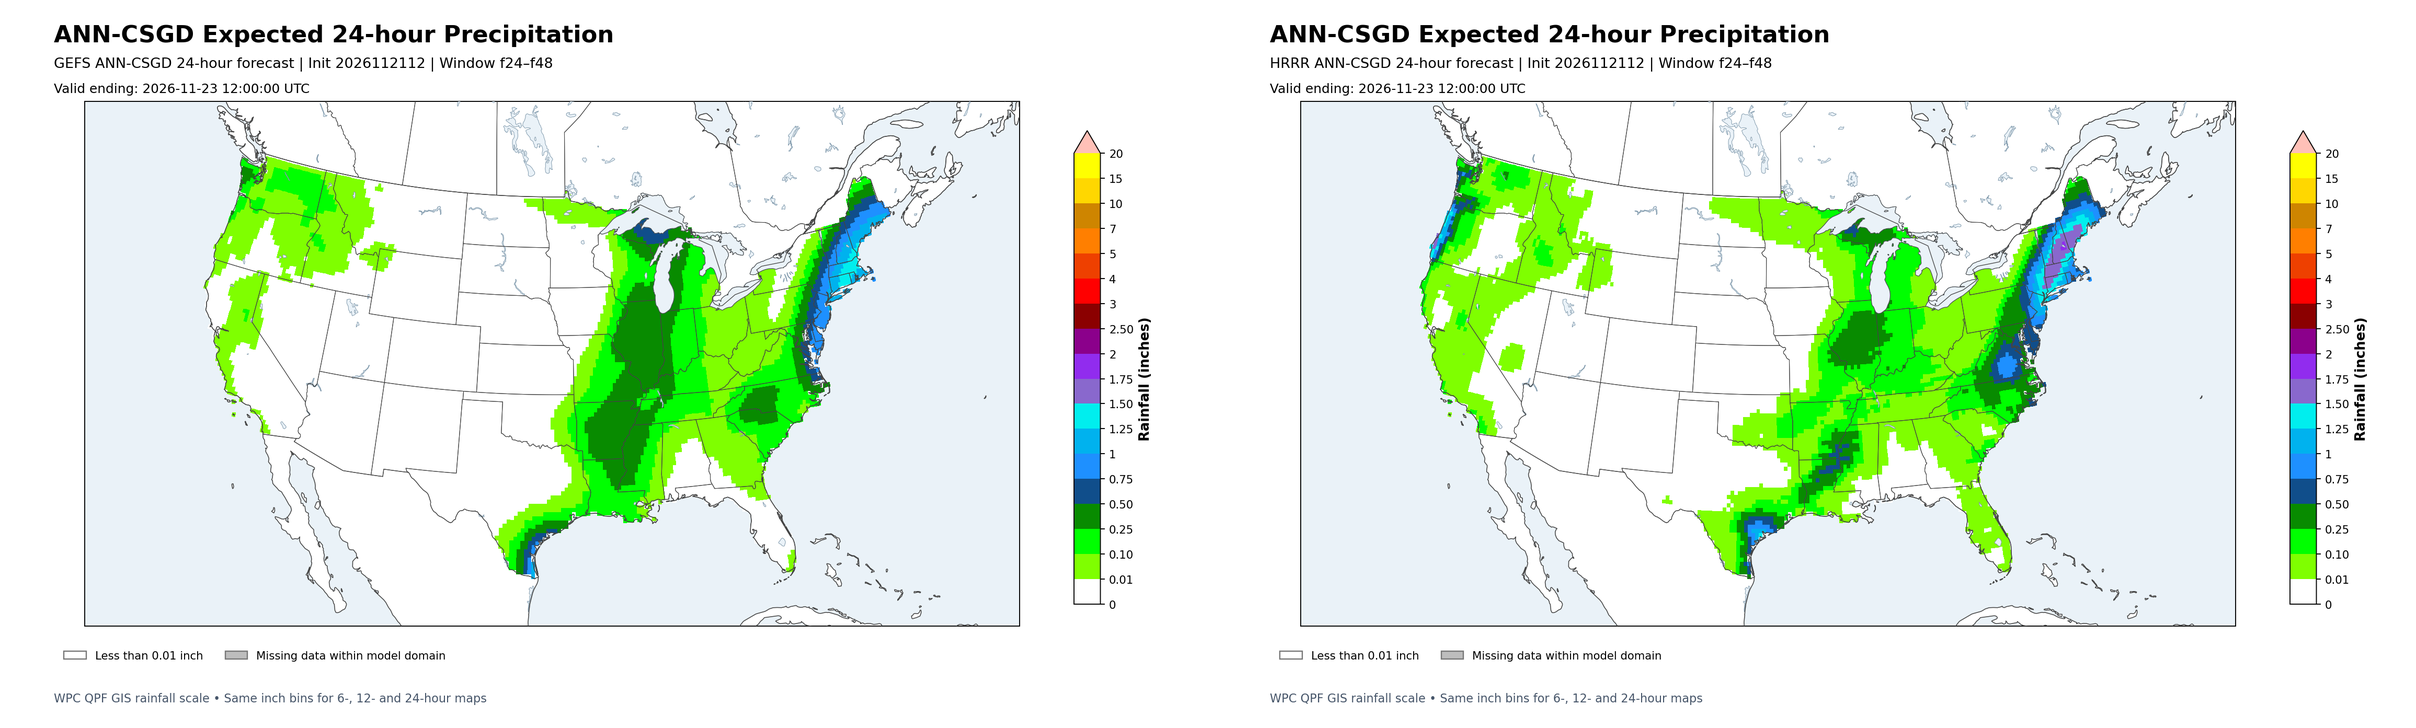 ANN-CSGD Expected 24-hour Precipitation
GEFS ANN-CSGD 24-hour forecast | Init 2026112112 | Window f24–f48
Valid ending: 2026-11-23 12:00:00 UTC
20
15
10
7
5
4
3
2.50
2
1.75
1.50
1.25
1
0.75
0.50
0.25
0.10
0.01
0
Rainfall (inches)
Less than 0.01 inch
Missing data within model domain
WPC QPF GIS rainfall scale • Same inch bins for 6-, 12- and 24-hour maps
ANN-CSGD Expected 24-hour Precipitation
HRRR ANN-CSGD 24-hour forecast | Init 2026112112 | Window f24–f48
Valid ending: 2026-11-23 12:00:00 UTC
20
15
10
7
5
4
3
2.50
2
1.75
1.50
1.25
1
0.75
0.50
0.25
0.10
0.01
0
Rainfall (inches)
Less than 0.01 inch
Missing data within model domain
WPC QPF GIS rainfall scale • Same inch bins for 6-, 12- and 24-hour maps